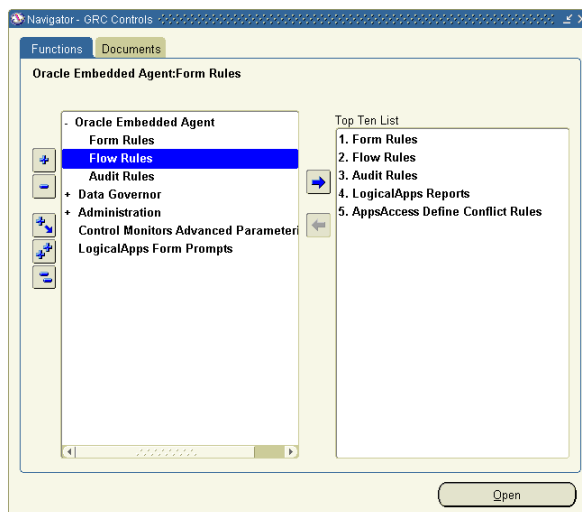 Navigator - GRC Controls
Functions
Documents
Oracle Embedded Agent:Form Rules
- Oracle Embedded Agent
Form Rules
Flow Rules
Audit Rules
+ Data Governor
+ Administration
Control Monitors Advanced Parameteri
LogicalApps Form Prompts
Top Ten List
1. Form Rules
2. Flow Rules
3. Audit Rules
4. LogicalApps Reports
5. AppsAccess Define Conflict Rules
Open